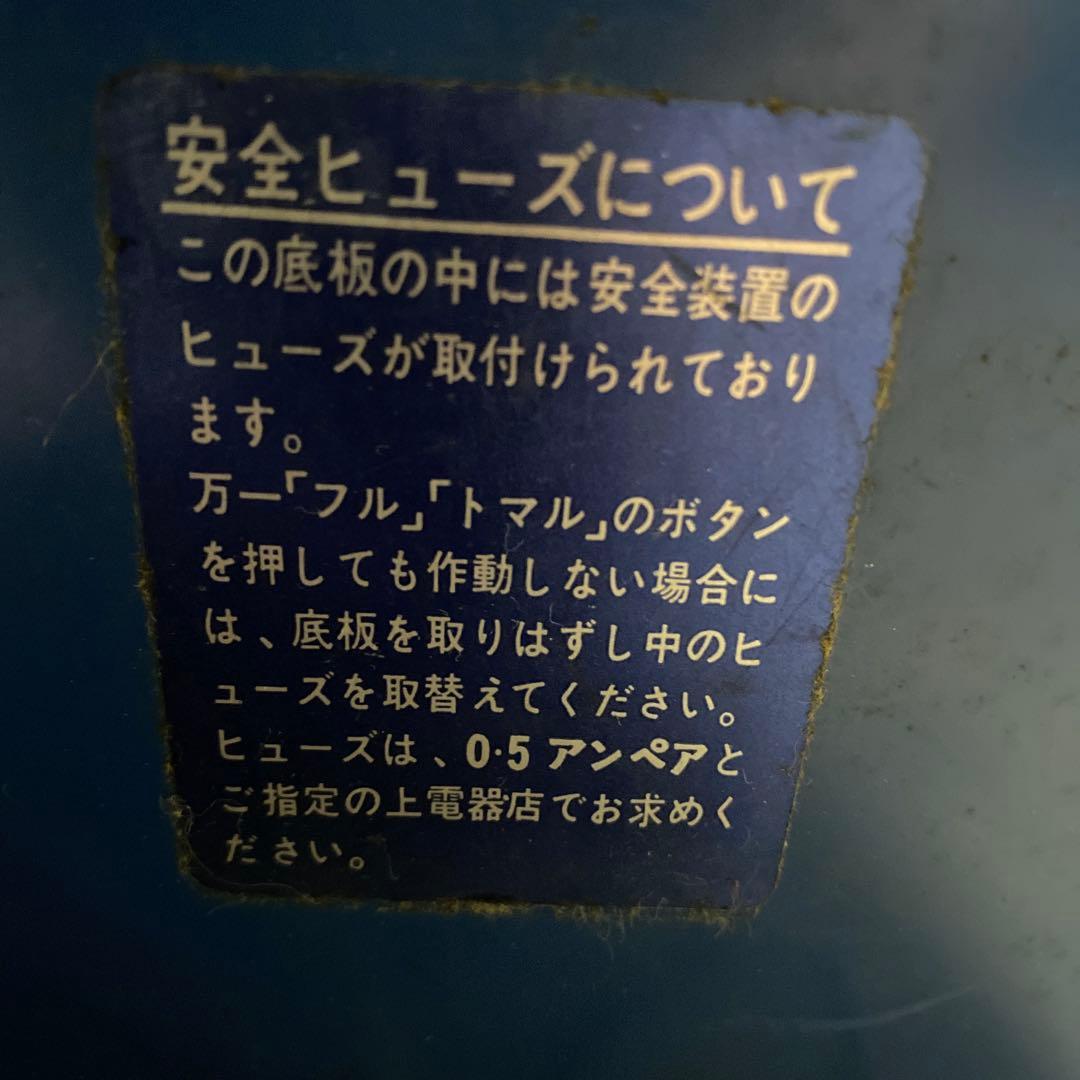 安全ヒューズについて
この底板の中には安全装置の
ヒューズが取付けられており
ます。
万一「フル」「トマル」のボタン
を押しても作動しない場合に
は、底板を取りはずし中のヒ
ューズを取替えてください。
ヒューズは、0·5アンペアと
ご指定の上電器店でお求めく
ださい。